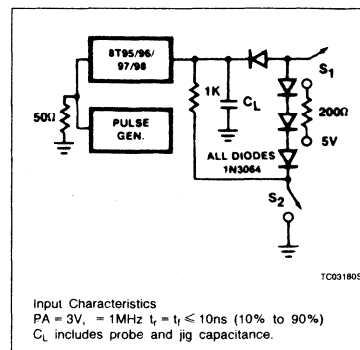 8T95/96/
97/98
S1
1K
CL
200Ω
50Ω
PULSE
GEN.
5V
ALL DIODES
1N3064
S2
TC03180S
Input Characteristics
PA = 3V, = 1MHz tr = tf ≤ 10ns (10% to 90%)
CL includes probe and jig capacitance.